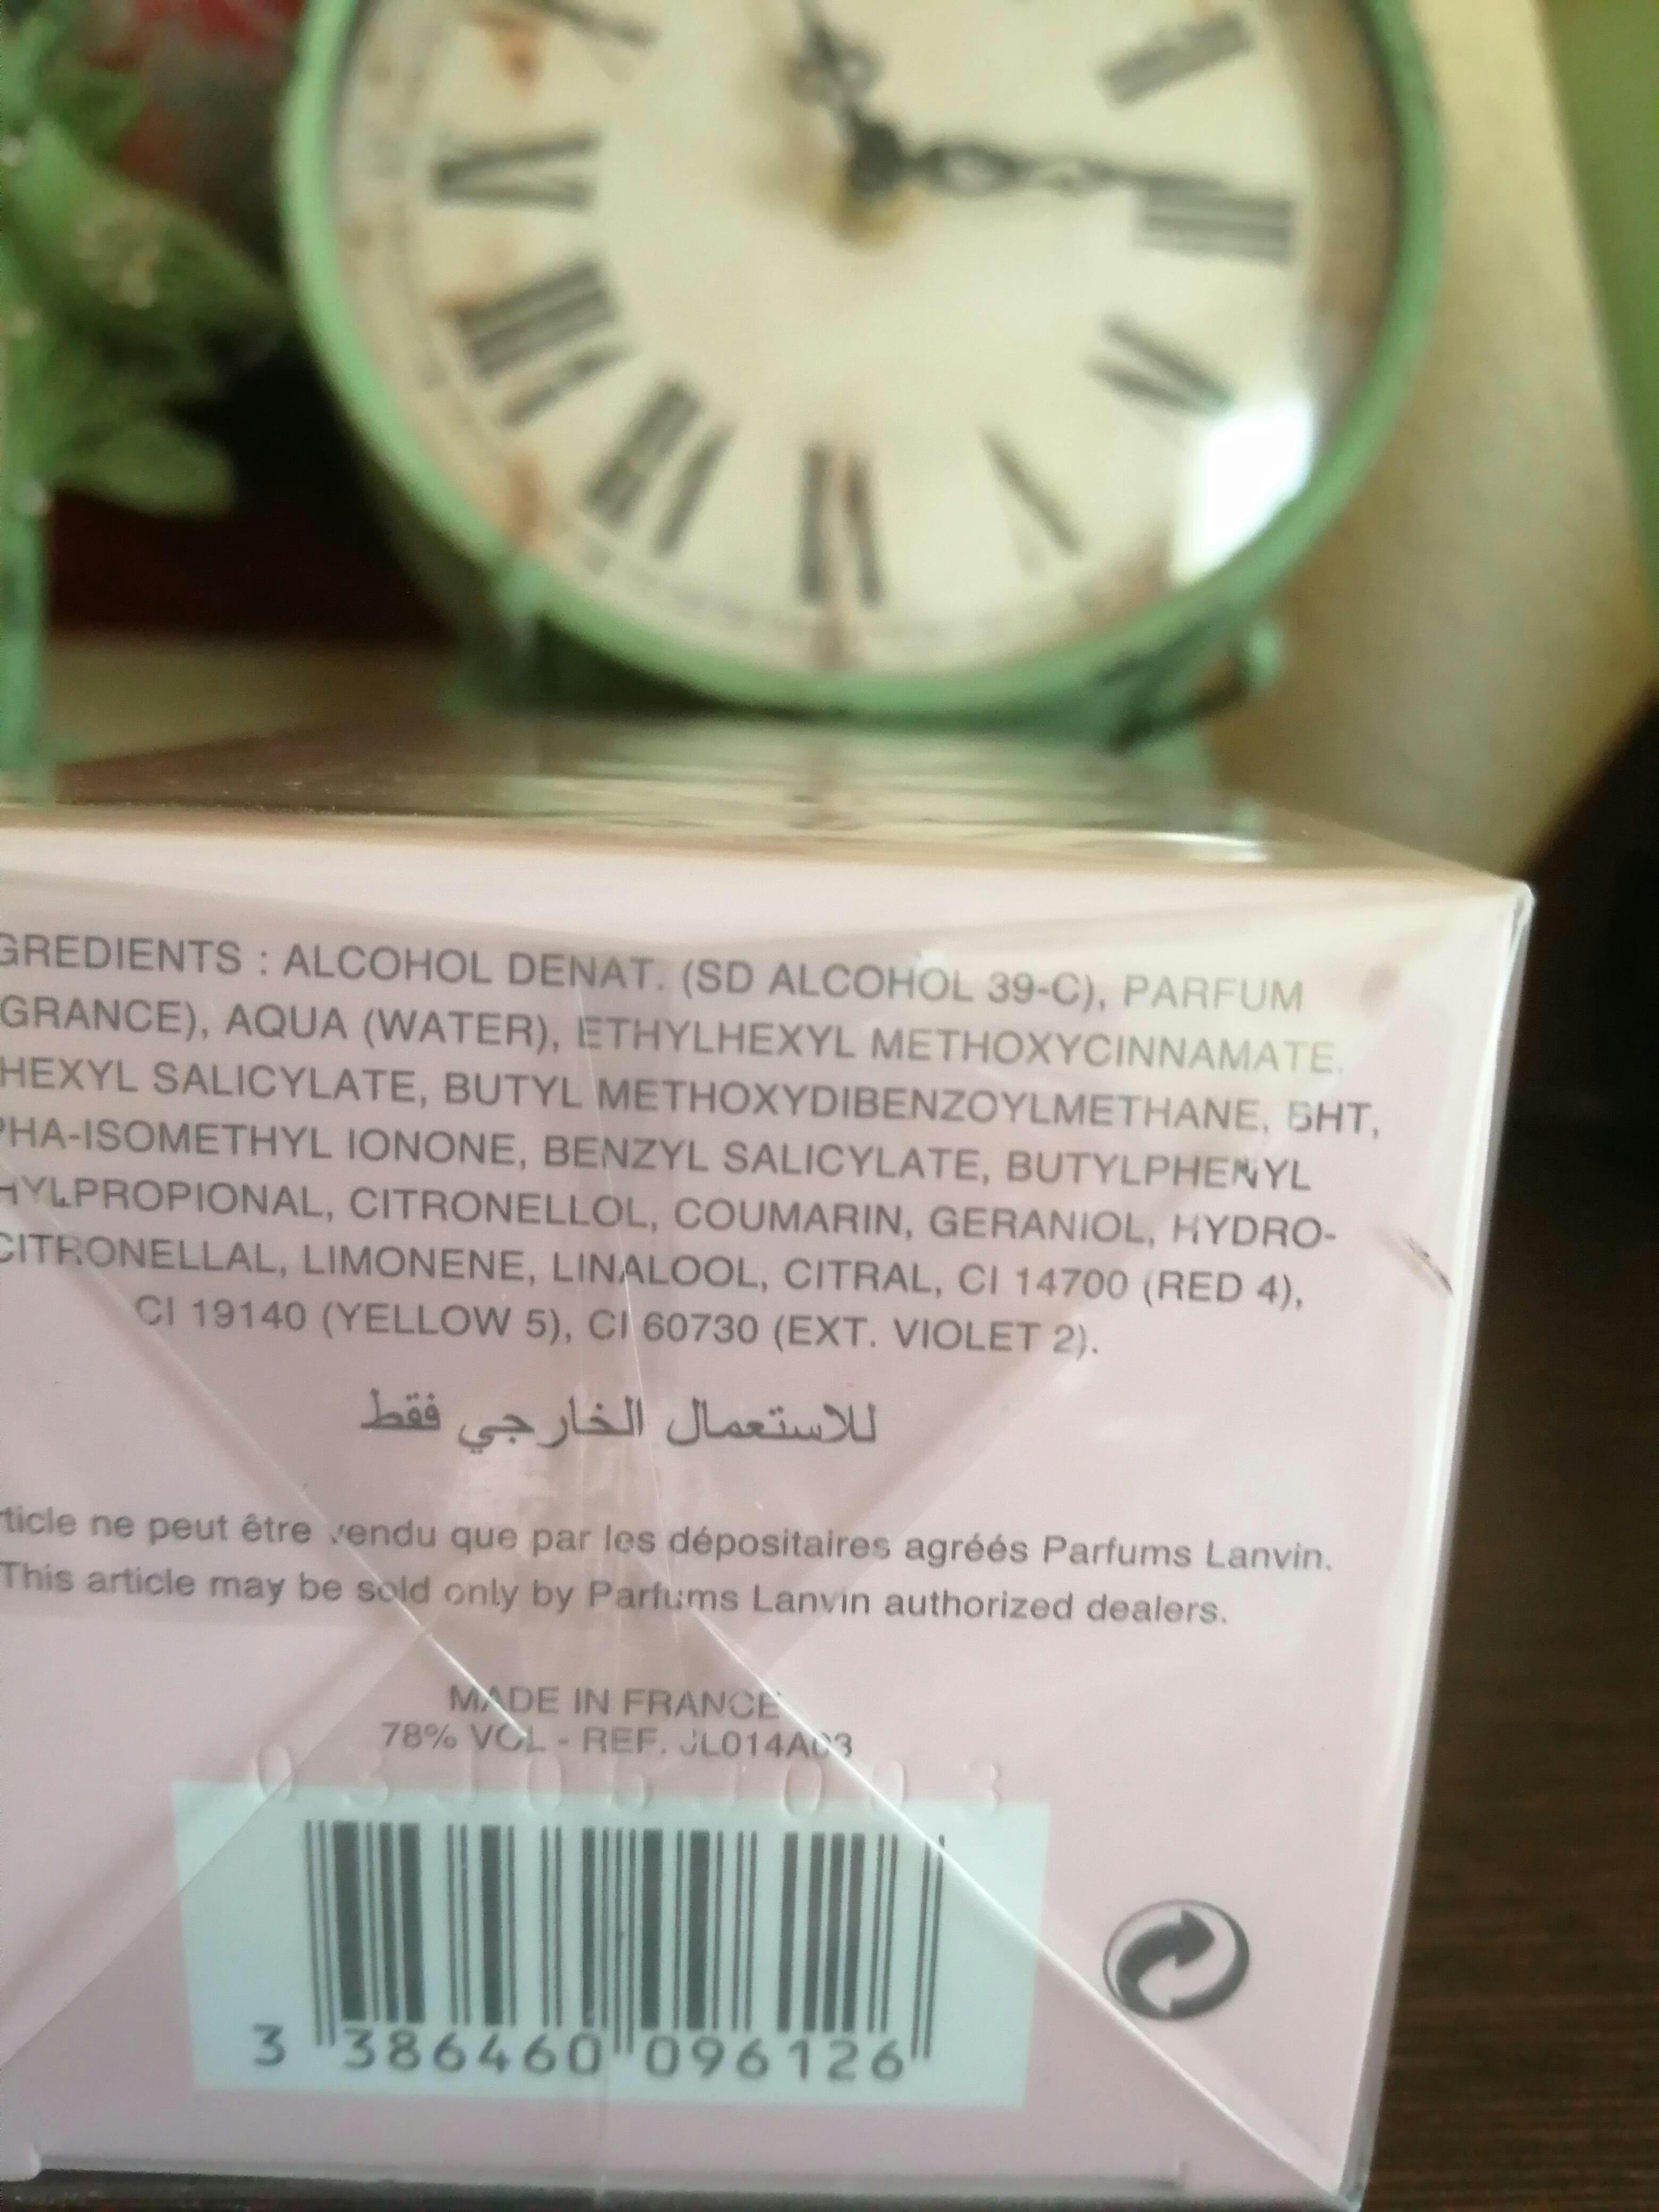 GREDIENTS : ALCOHOL DENAT. (SD ALCOHOL 39-C), PARFUM
GRANCE), AQUA (WATER), ETHYLHEXYL METHOXYCINNAMATE,
HEXYL SALICYLATE, BUTYL METHOXYDIBENZOYLMETHANE, BHT,
PHA-ISOMETHYL IONONE, BENZYL SALICYLATE, BUTYLPHENYL
HYLPROPIONAL, CITRONELLOL, COUMARIN, GERANIOL, HYDRO-
CITRONELLAL, LIMONENE, LINALOOL, CITRAL, CI 14700 (RED 4),
CI 19140 (YELLOW 5), CI 60730 (EXT. VIOLET 2).
للاستعمال الخارجي فقط
rticle ne peut être vendu que par les dépositaires agréés Parfums Lanvin.
This article may be sold only by Parfums Lanvin authorized dealers.
MADE IN FRANCE
78% VOL - REF. JL014A03
3 386460 096126